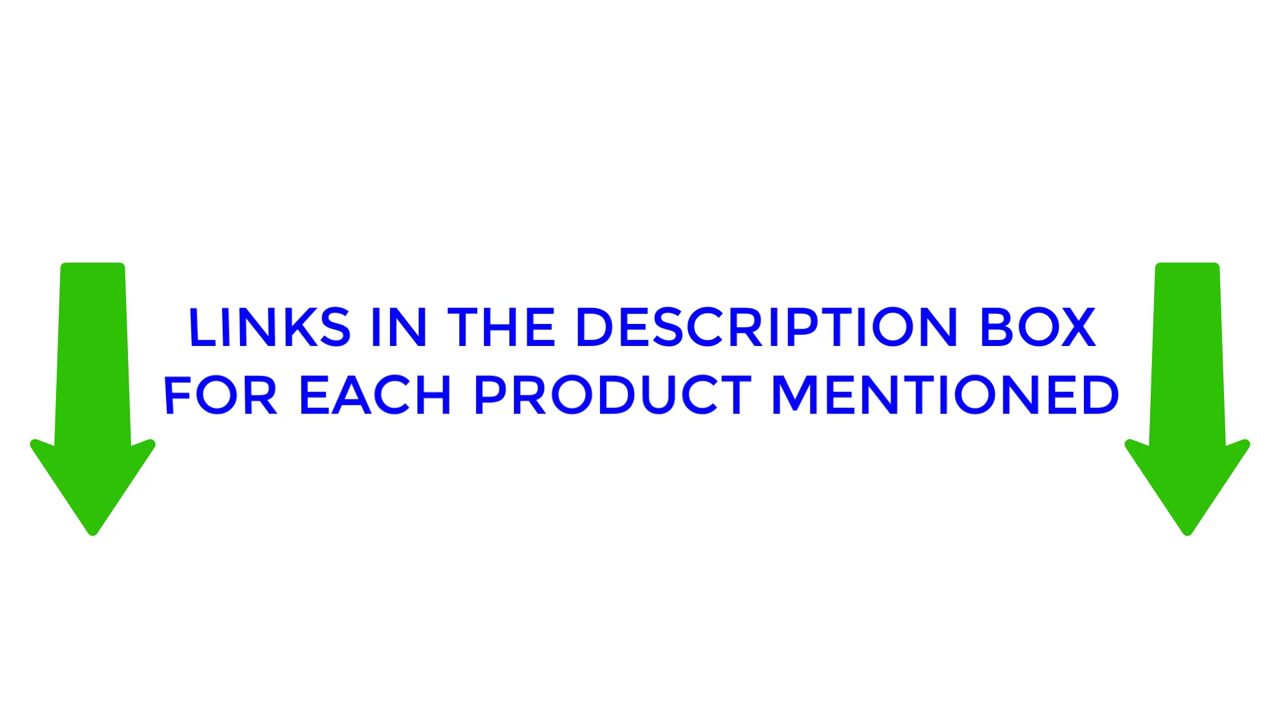 LINKS IN THE DESCRIPTION BOX
FOR EACH PRODUCT MENTIONED